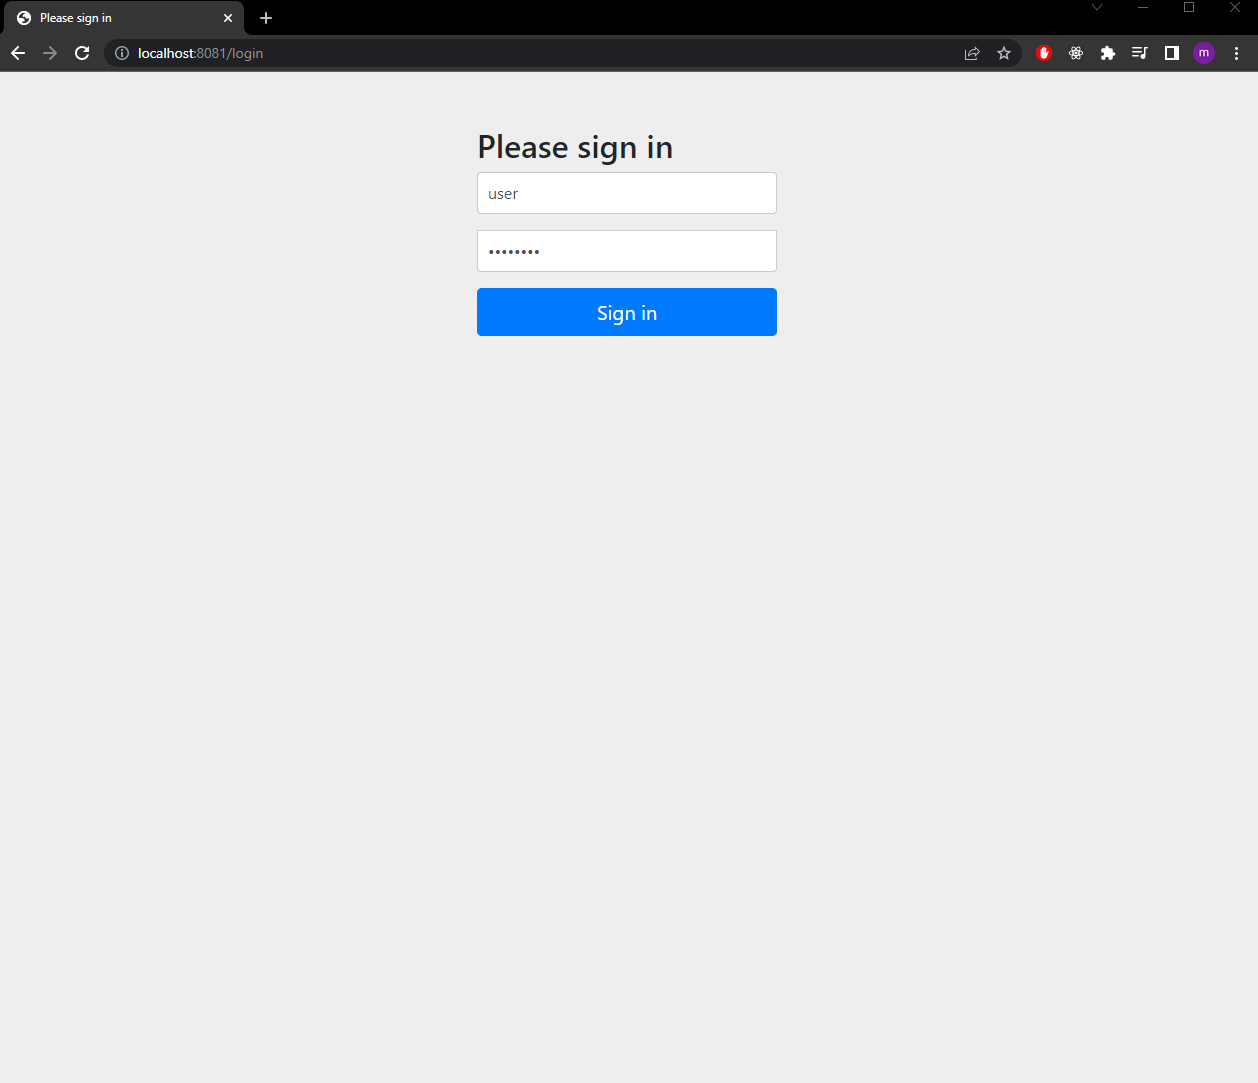 Please sign in
localhost:8081/login
m
Please sign in
user
••••••••
Sign in